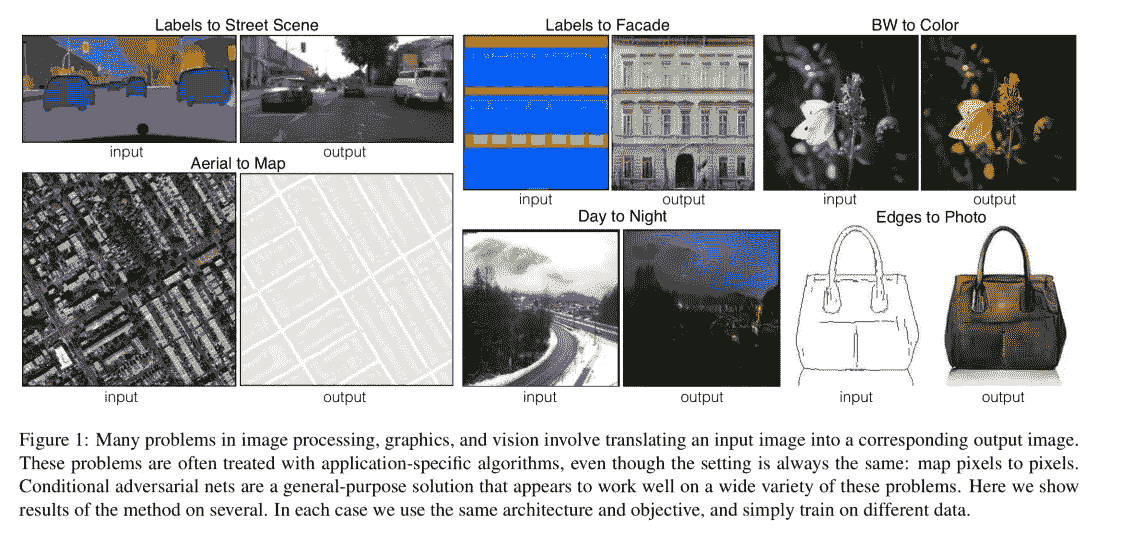 Labels to Street Scene
input
output
Aerial to Map
input
output
Labels to Facade
input
output
BW to Color
input
output
Day to Night
input
output
Edges to Photo
input
output
Figure 1: Many problems in image processing, graphics, and vision involve translating an input image into a corresponding output image.
These problems are often treated with application-specific algorithms, even though the setting is always the same: map pixels to pixels.
Conditional adversarial nets are a general-purpose solution that appears to work well on a wide variety of these problems. Here we show
results of the method on several. In each case we use the same architecture and objective, and simply train on different data.